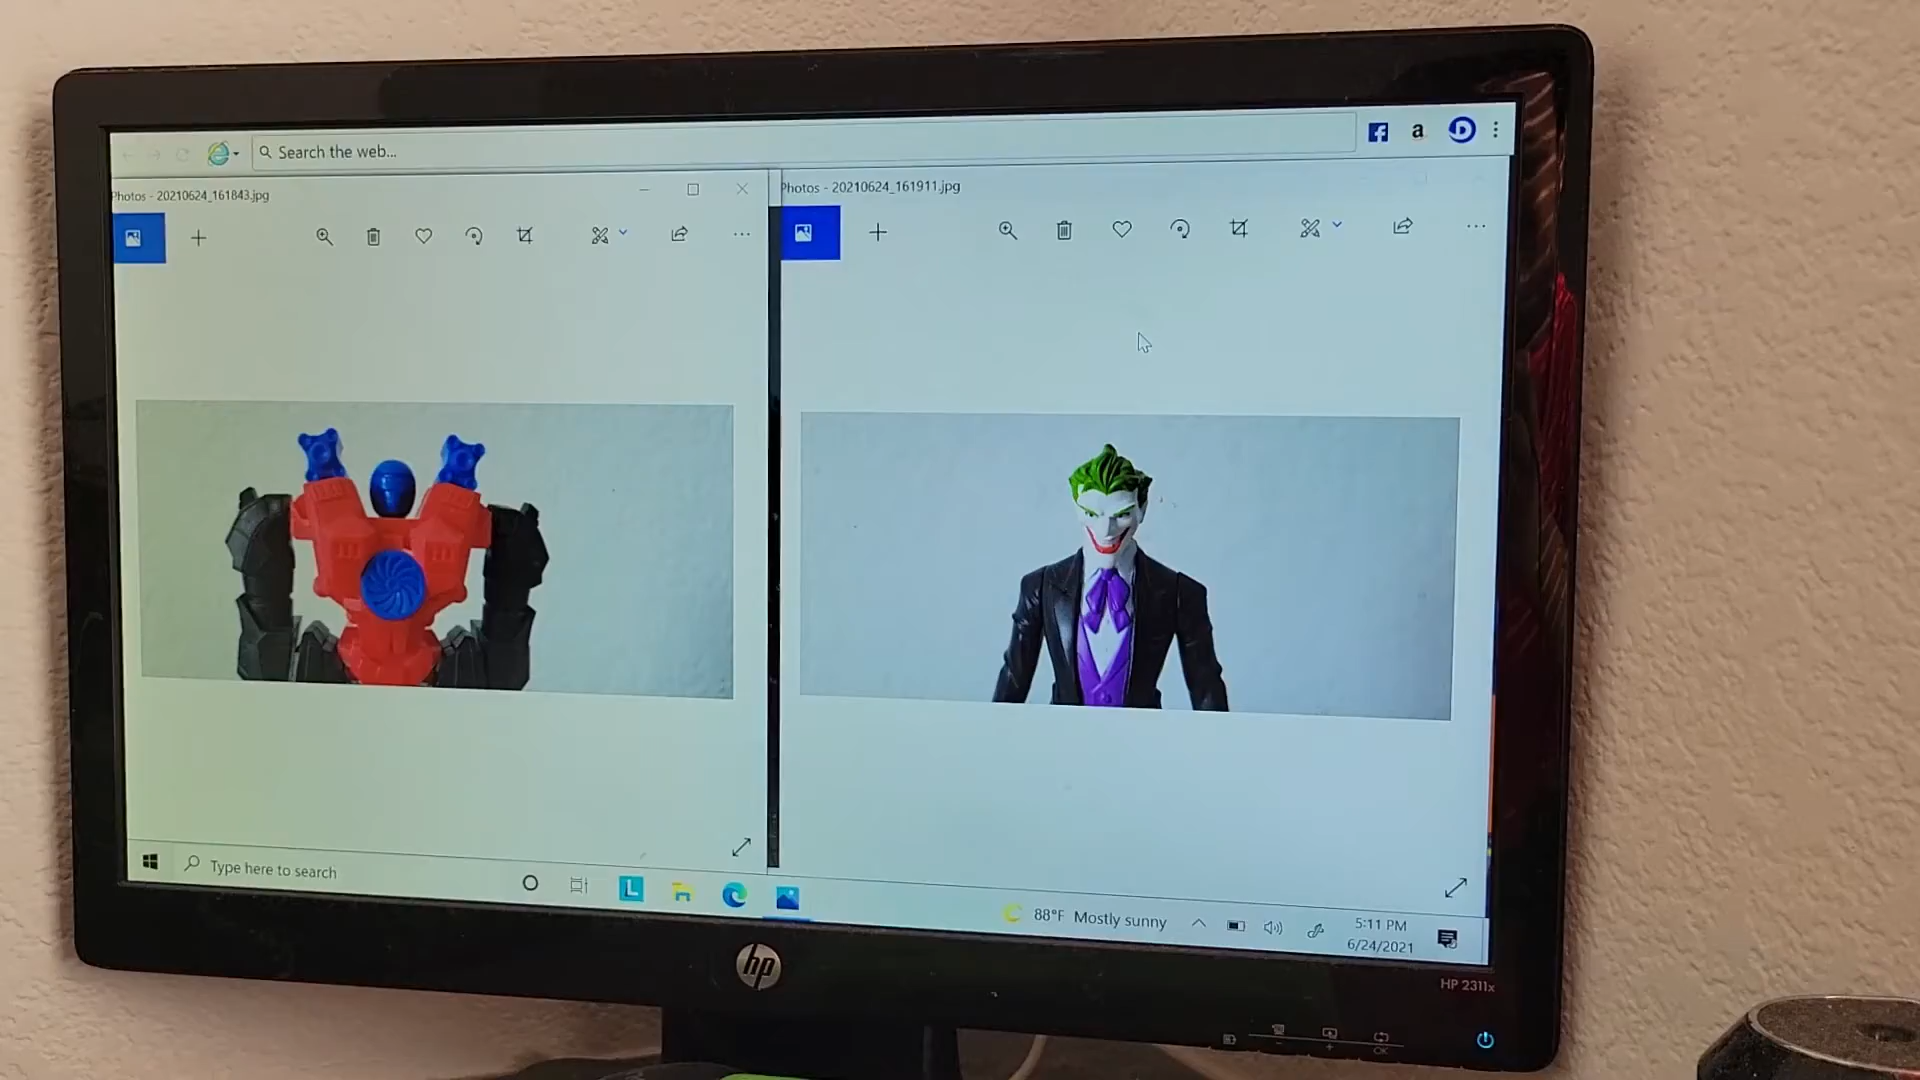 Search the web...
a
Photos - 20210624_161843.jpg
Photos - 20210624_161911.jpg
Type here to search
L
88°F Mostly sunny
5:11 PM
6/24/2021
hp
HP 2311x
OK